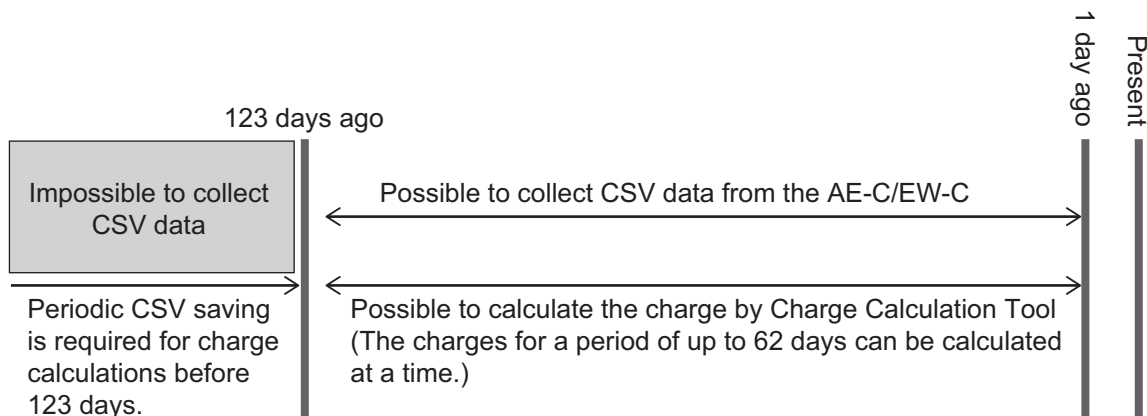 1 day ago
Present
123 days ago
Impossible to collect
CSV data
Possible to collect CSV data from the AE-C/EW-C
Periodic CSV saving
is required for charge
calculations before
123 days.
Possible to calculate the charge by Charge Calculation Tool
(The charges for a period of up to 62 days can be calculated
at a time.)